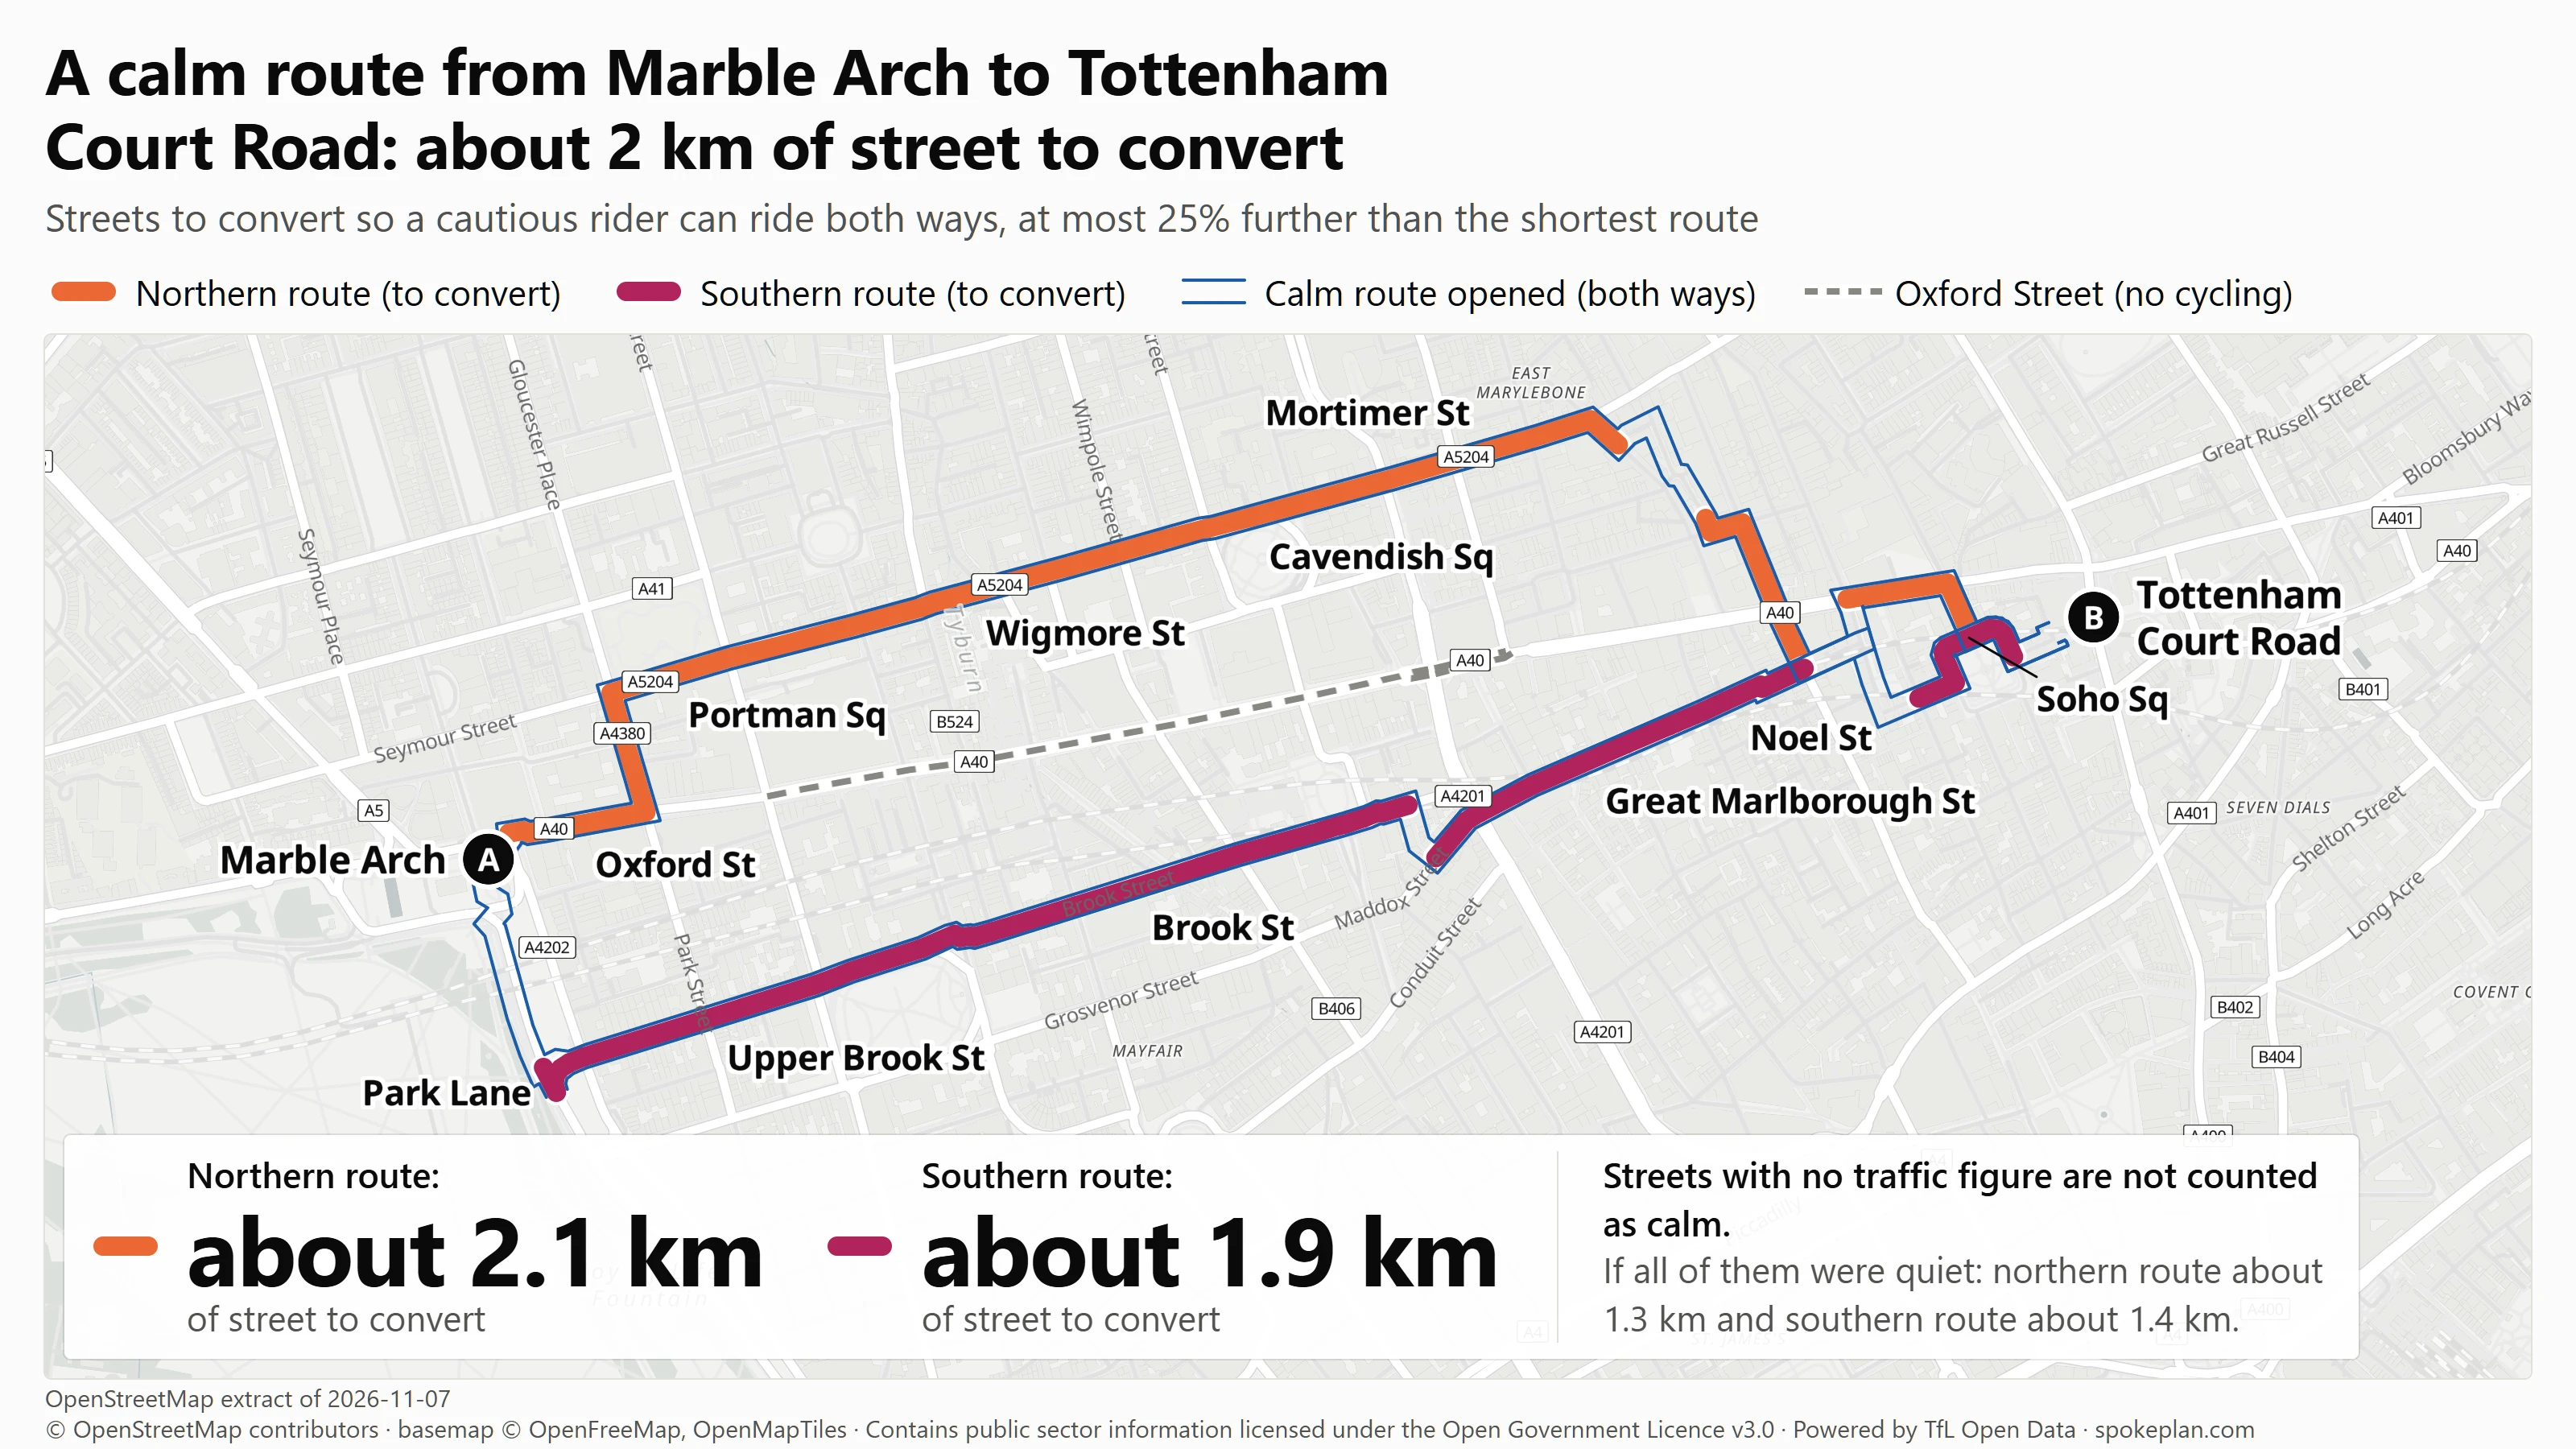 A calm route from Marble Arch to Tottenham
Court Road: about 2 km of street to convert
Streets to convert so a cautious rider can ride both ways, at most 25% further than the shortest route
Northern route (to convert)
Southern route (to convert)
Calm route opened (both ways)
Oxford Street (no cycling)
reet
reet
EAST
MARYLEBONE
Gloucester Place
Wimpole Street
Mortimer St
Great Russell Street
Bloomsbury Way
A5204
A401
A40
Seymour Place
Cavendish Sq
A41
A5204
Tyburn
Wigmore St
A40
B
Tottenham
Court Road
A40
A5204
B401
Soho Sq
Portman Sq
B524
A4380
Seymour Street
Noel St
A40
A4201
Great Marlborough St
A5
A40
A401
SEVEN DIALS
Shelton Street
Marble Arch
A
Oxford St
Brook Street
Maddox Street
Brook St
Long Acre
Conduit Street
A4202
Park Street
Grosvenor Street
B406
COVENT G
B402
A4201
MAYFAIR
B404
Upper Brook St
Park Lane
A400
Northern route:
about 2.1 km
of street to convert
Southern route:
about 1.9 km
of street to convert
Streets with no traffic figure are not counted
as calm.
If all of them were quiet: northern route about
1.3 km and southern route about 1.4 km.
A4
A400
A4
Fountain
OpenStreetMap extract of 2026-11-07
© OpenStreetMap contributors · basemap © OpenFreeMap, OpenMapTiles · Contains public sector information licensed under the Open Government Licence v3.0 · Powered by TfL Open Data · spokeplan.com